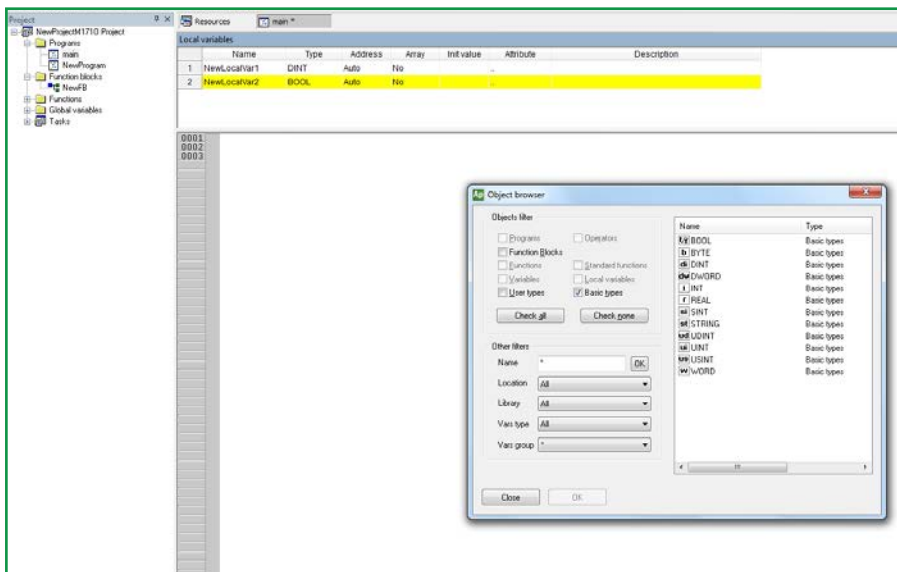 Project
NewProjectM171O Project
Programs
main
NewProgram
Function blocks
NewFB
Functions
Global variables
Tasks
Resources
main *
Local variables
Name Type Address Array Init value Attribute Description
1 NewLocalVar1 DINT Auto No ..
2 NewLocalVar2 BOOL Auto No ..
0001
0002
0003
Object browser
Objects filter
Programs Operators
Function Blocks
Functions Standard functions
Variables Local variables
User types Basic types
Check all Check none
Other filters
Name * OK
Location All
Library All
Vars type All
Vars group *
Close OK
Name Type
BOOL Basic types
BYTE Basic types
DINT Basic types
DWORD Basic types
INT Basic types
REAL Basic types
SINT Basic types
STRING Basic types
UDINT Basic types
UINT Basic types
USINT Basic types
WORD Basic types